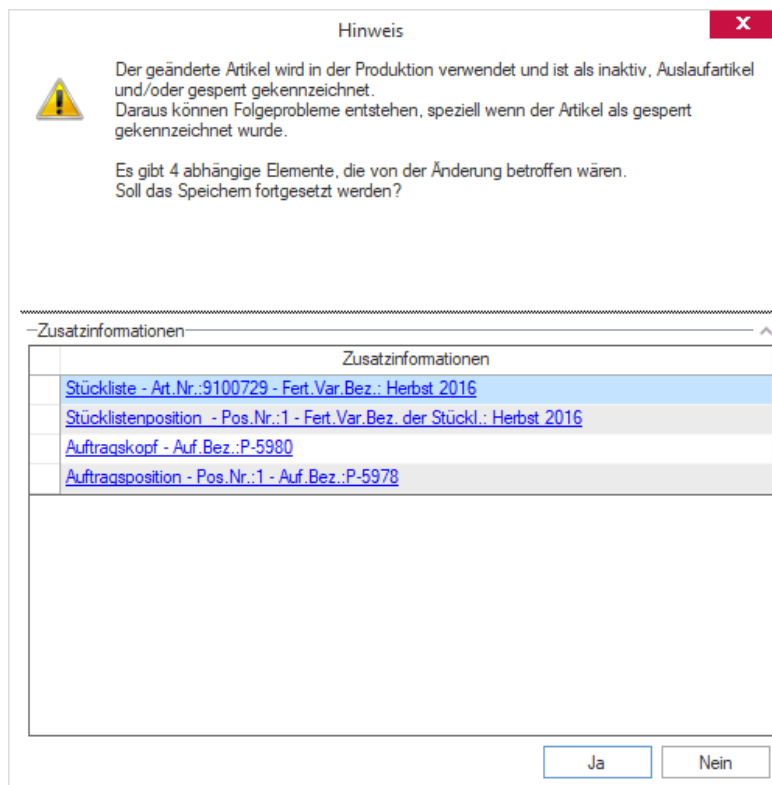 Hinweis
X
Der geänderte Artikel wird in der Produktion verwendet und ist als inaktiv, Auslaufartikel
und/oder gesperrt gekennzeichnet.
Daraus können Folgeprobleme entstehen, speziell wenn der Artikel als gesperrt
gekennzeichnet wurde.
Es gibt 4 abhängige Elemente, die von der Änderung betroffen wären.
Soll das Speichern fortgesetzt werden?
Zusatzinformationen
Zusatzinformationen
Stückliste - Art.Nr.:9100729 - Fert.Var.Bez.: Herbst 2016
Stücklistenposition - Pos.Nr.:1 - Fert.Var.Bez. der Stückl.: Herbst 2016
Auftragskopf - Auf.Bez.:P-5980
Auftragsposition - Pos.Nr.:1 - Auf.Bez.:P-5978
Ja Nein